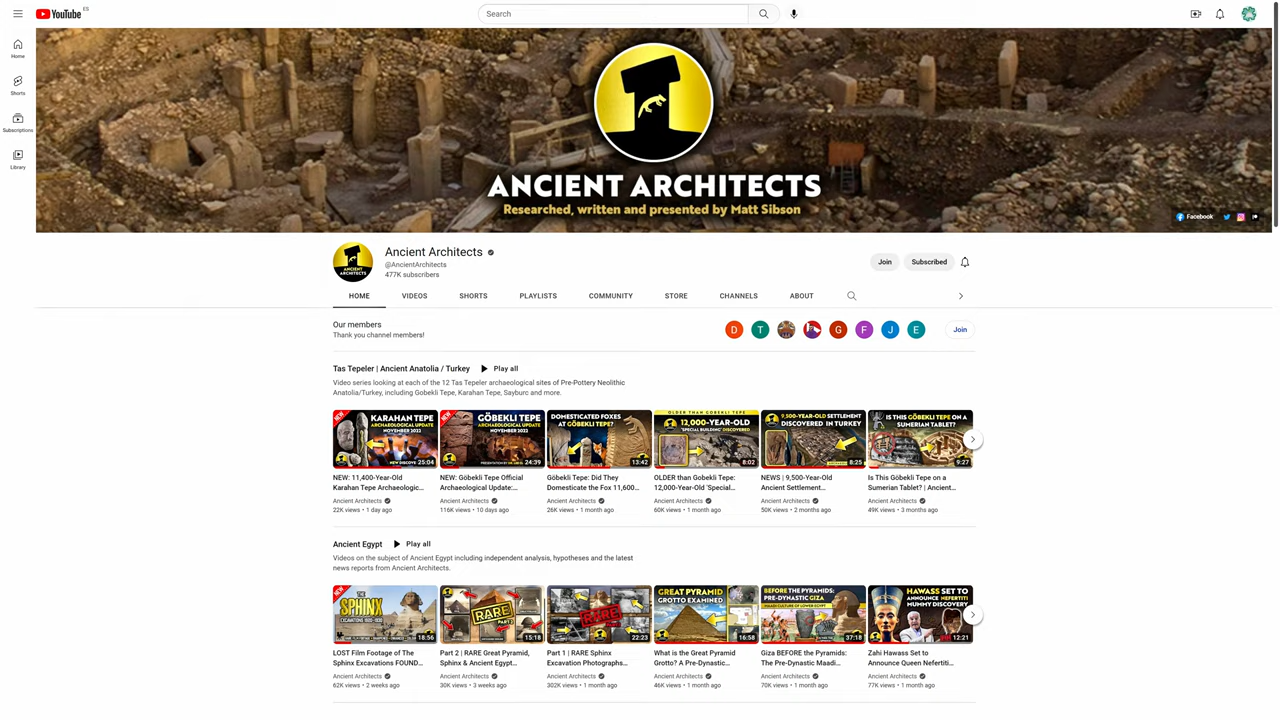 YouTube ES
Search
Home
Shorts
Subscriptions
Library
ANCIENT ARCHITECTS
Researched, written and presented by Matt Sibson
Facebook
ANCIENT
ARCHITECTS
Ancient Architects
@AncientArchitects
477K subscribers
Join
Subscribed
HOME VIDEOS SHORTS PLAYLISTS COMMUNITY STORE CHANNELS ABOUT
Our members
Thank you channel members!
D T G F J E
Join
Tas Tepeler | Ancient Anatolia / Turkey Play all
Video series looking at each of the 12 Tas Tepeler archaeological sites of Pre-Pottery Neolithic
Anatolia/Turkey, including Gobekli Tepe, Karahan Tepe, Sayburc and more.
NEW KARAHAN TEPE ARCHAEOLOGICAL UPDATE NOVEMBER 2022 25:04
NEW GÖBEKLI TEPE ARCHAEOLOGICAL UPDATE NOVEMBER 2022 24:39
DOMESTICATED FOXES AT GÖBEKLI TEPE? 13:42
OLDER THAN GOBEKLI TEPE 12,000-YEAR-OLD 'SPECIAL BUILDING' DISCOVERED 8:02
9,500-YEAR-OLD SETTLEMENT DISCOVERED IN TURKEY 8:25
IS THIS GÖBEKLI TEPE ON A SUMERIAN TABLET? 9:27
NEW: 11,400-Year-Old
Karahan Tepe Archaeologic...
Ancient Architects
22K views • 1 day ago
NEW: Göbekli Tepe Official
Archaeological Update:...
Ancient Architects
116K views • 10 days ago
Göbekli Tepe: Did They
Domesticate the Fox 11,600...
Ancient Architects
26K views • 1 month ago
OLDER than Gobekli Tepe:
12,000-Year-Old 'Special...
Ancient Architects
60K views • 1 month ago
NEWS | 9,500-Year-Old
Ancient Settlement...
Ancient Architects
50K views • 2 months ago
Is This Göbekli Tepe on a
Sumerian Tablet? | Ancient...
Ancient Architects
49K views • 3 months ago
Ancient Egypt Play all
Videos on the subject of Ancient Egypt including independent analysis, hypotheses and the latest
news reports from Ancient Architects.
NEW THE SPHINX EXCAVATIONS 18:56
RARE PART 2 15:18
RARE 22:23
GREAT PYRAMID GROTTO EXAMINED 16:58
BEFORE THE PYRAMIDS: PRE-DYNASTIC GIZA 37:18
HAWASS SET TO ANNOUNCE NEFERTITI MUMMY DISCOVERY 12:21
LOST Film Footage of The
Sphinx Excavations FOUND...
Ancient Architects
62K views • 2 weeks ago
Part 2 | RARE Great Pyramid,
Sphinx & Ancient Egypt...
Ancient Architects
30K views • 3 weeks ago
Part 1 | RARE Sphinx
Excavation Photographs...
Ancient Architects
302K views • 1 month ago
What is the Great Pyramid
Grotto? A Pre-Dynastic...
Ancient Architects
46K views • 1 month ago
Giza BEFORE the Pyramids:
The Pre-Dynastic Maadi...
Ancient Architects
70K views • 1 month ago
Zahi Hawass Set to
Announce Queen Nefertiti...
Ancient Architects
77K views • 1 month ago